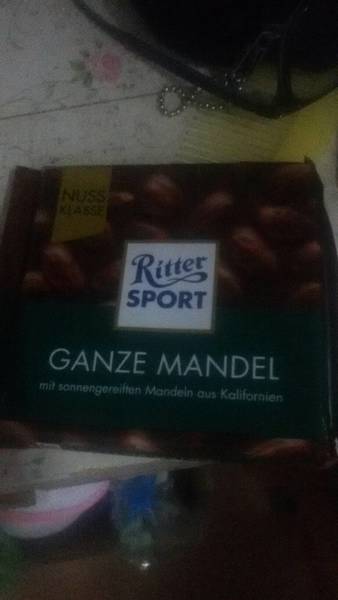 NUSS
KLASSE
Ritter
SPORT
GANZE MANDEL
mit sonnengereiften Mandeln aus Kalifornien